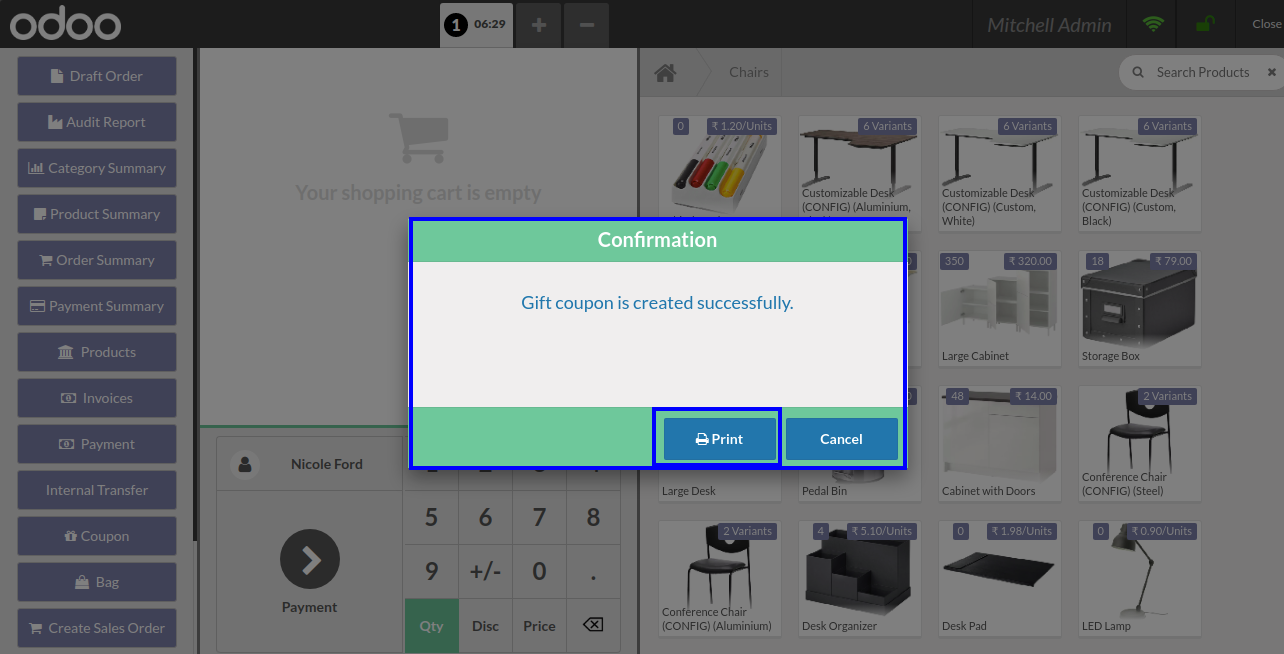 odoo
1 06:29
Mitchell Admin
Close
Draft Order
Audit Report
Category Summary
Product Summary
Order Summary
Payment Summary
Products
Invoices
Payment
Internal Transfer
Coupon
Bag
Create Sales Order
Your shopping cart is empty
Nicole Ford
Payment
5 6 7 8
9 +/- 0 .
Qty Disc Price
Chairs
Search Products
0 ₹ 1.20/Units
6 Variants
Customizable Desk
(CONFIG) (Aluminium,
6 Variants
Customizable Desk
(CONFIG) (Custom,
White)
6 Variants
Customizable Desk
(CONFIG) (Custom,
Black)
350 ₹ 320.00
Large Cabinet
18 ₹ 79.00
Storage Box
Large Desk
Pedal Bin
48 ₹ 14.00
Cabinet with Doors
2 Variants
Conference Chair
(CONFIG) (Steel)
2 Variants
Conference Chair
(CONFIG) (Aluminium)
4 ₹ 5.10/Units
Desk Organizer
0 ₹ 1.98/Units
Desk Pad
0 ₹ 0.90/Units
LED Lamp
Confirmation
Gift coupon is created successfully.
Print
Cancel